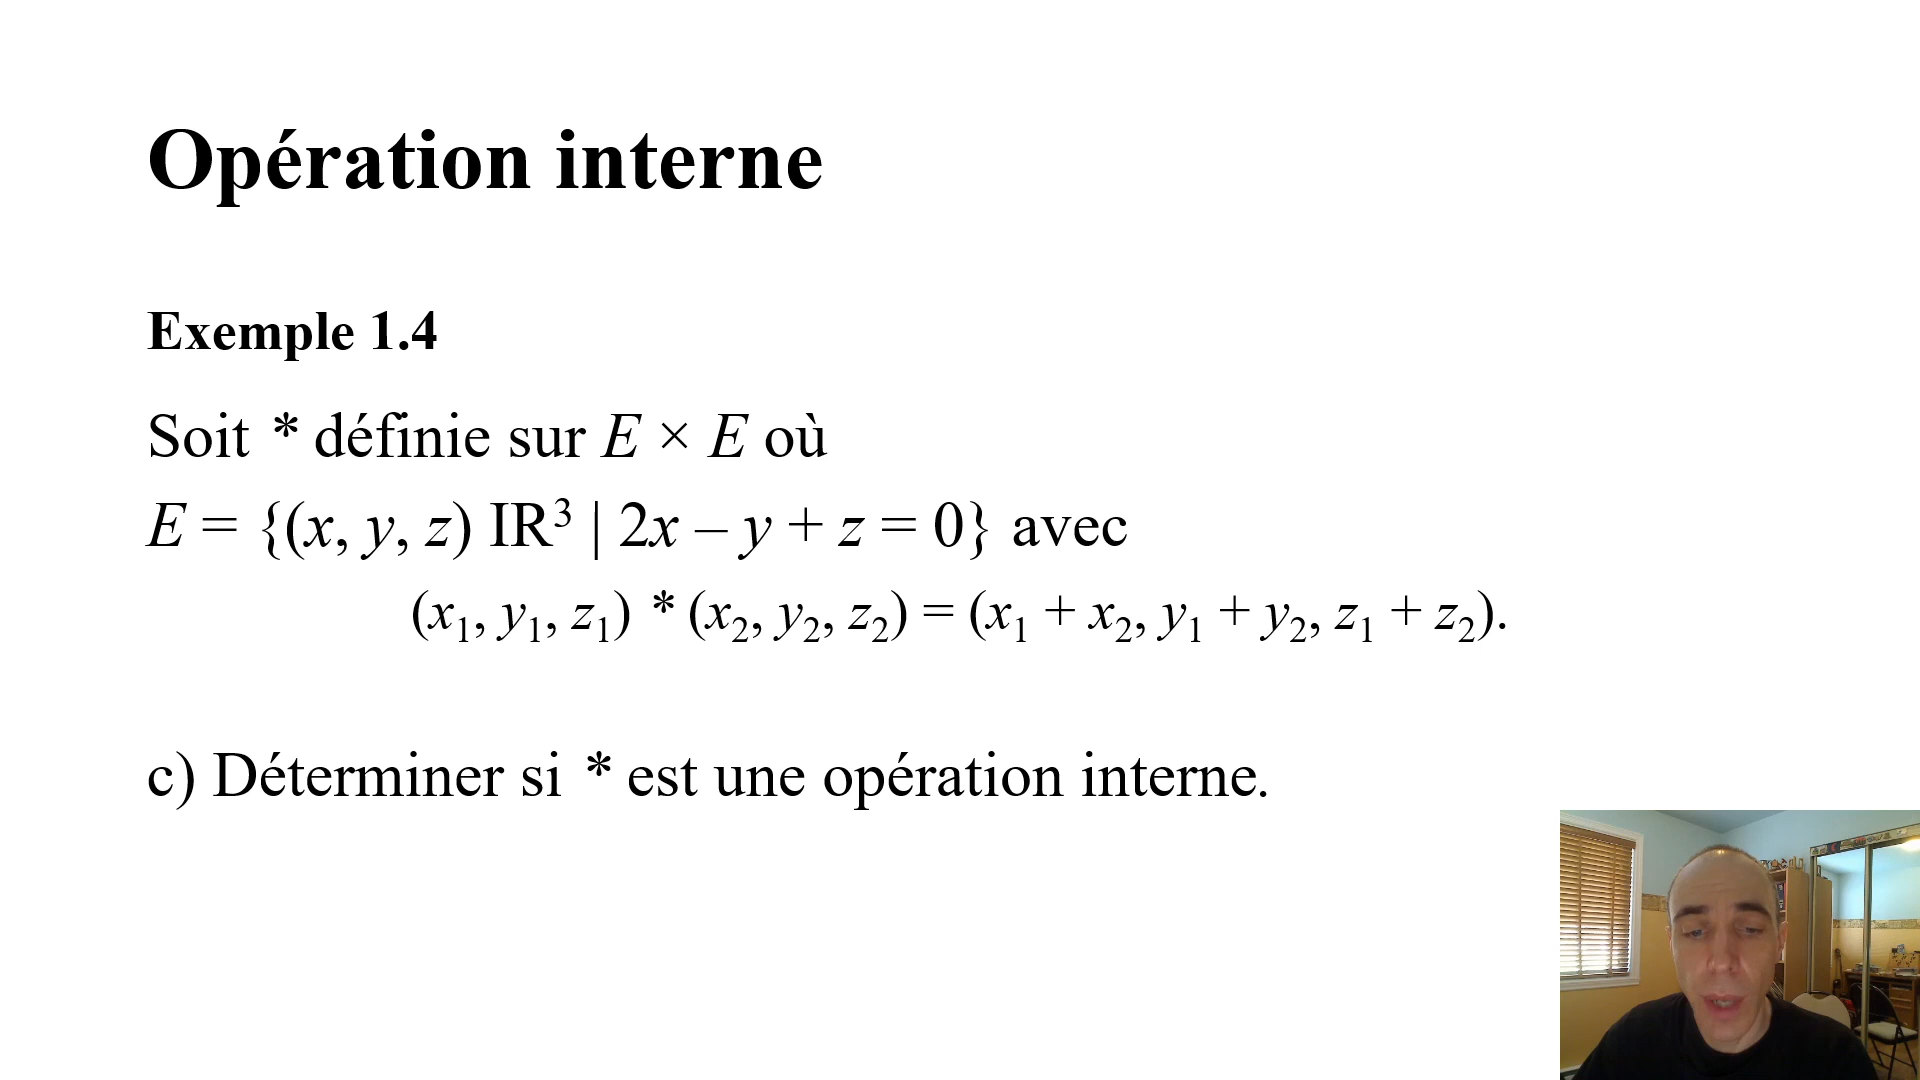 Opération interne
Exemple 1.4
Soit * définie sur E × E où
E = {(x, y, z) IR³ | 2x – y + z = 0} avec
(x₁, y₁, z₁) * (x₂, y₂, z₂) = (x₁ + x₂, y₁ + y₂, z₁ + z₂).
c) Déterminer si * est une opération interne.